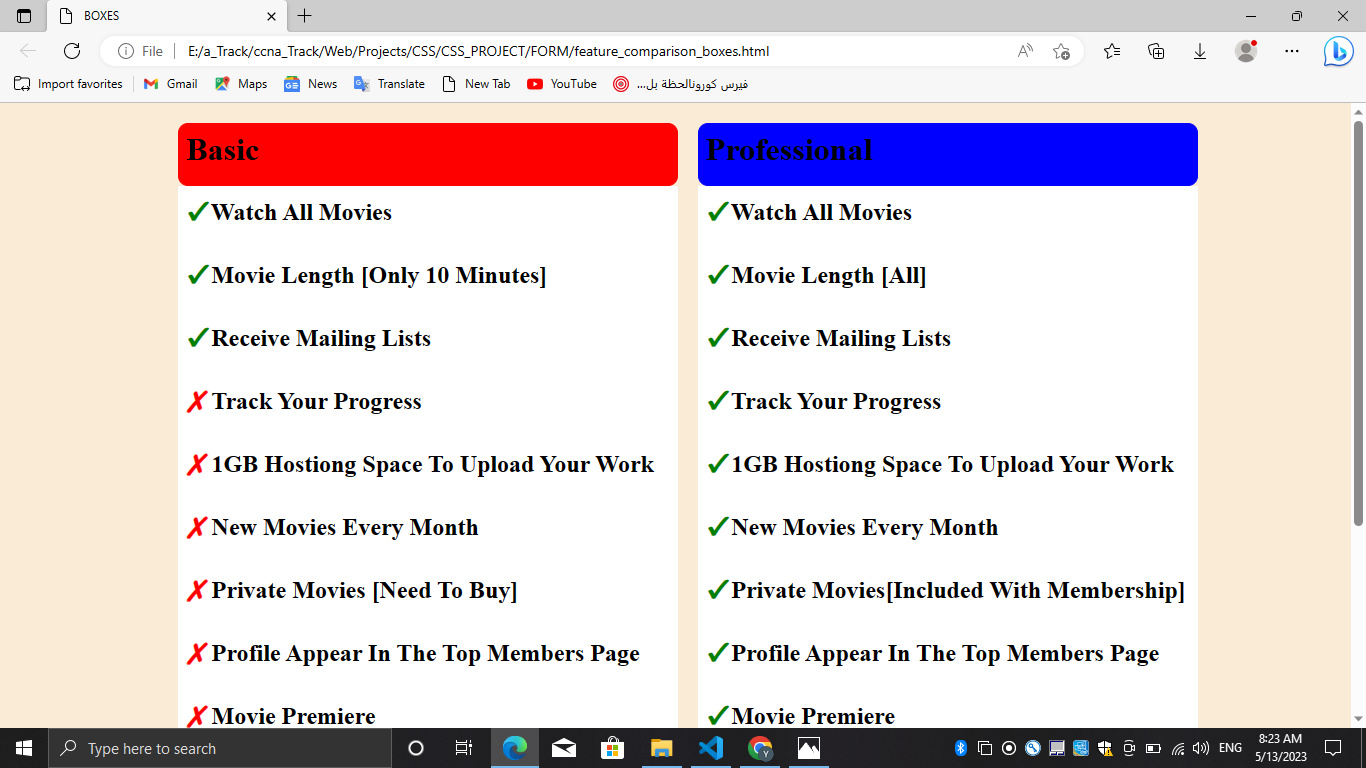 BOXES
File
E:/a_Track/ccna_Track/Web/Projects/CSS/CSS_PROJECT/FORM/feature_comparison_boxes.html
Import favorites
Gmail
Maps
News
Translate
New Tab
YouTube
فيرس كورونالحظة بل...
Basic
✓Watch All Movies
✓Movie Length [Only 10 Minutes]
✓Receive Mailing Lists
✗Track Your Progress
✗1GB Hostiong Space To Upload Your Work
✗New Movies Every Month
✗Private Movies [Need To Buy]
✗Profile Appear In The Top Members Page
✗Movie Premiere
Professional
✓Watch All Movies
✓Movie Length [All]
✓Receive Mailing Lists
✓Track Your Progress
✓1GB Hostiong Space To Upload Your Work
✓New Movies Every Month
✓Private Movies[Included With Membership]
✓Profile Appear In The Top Members Page
✓Movie Premiere
Type here to search
Y
ENG
8:23 AM
5/13/2023